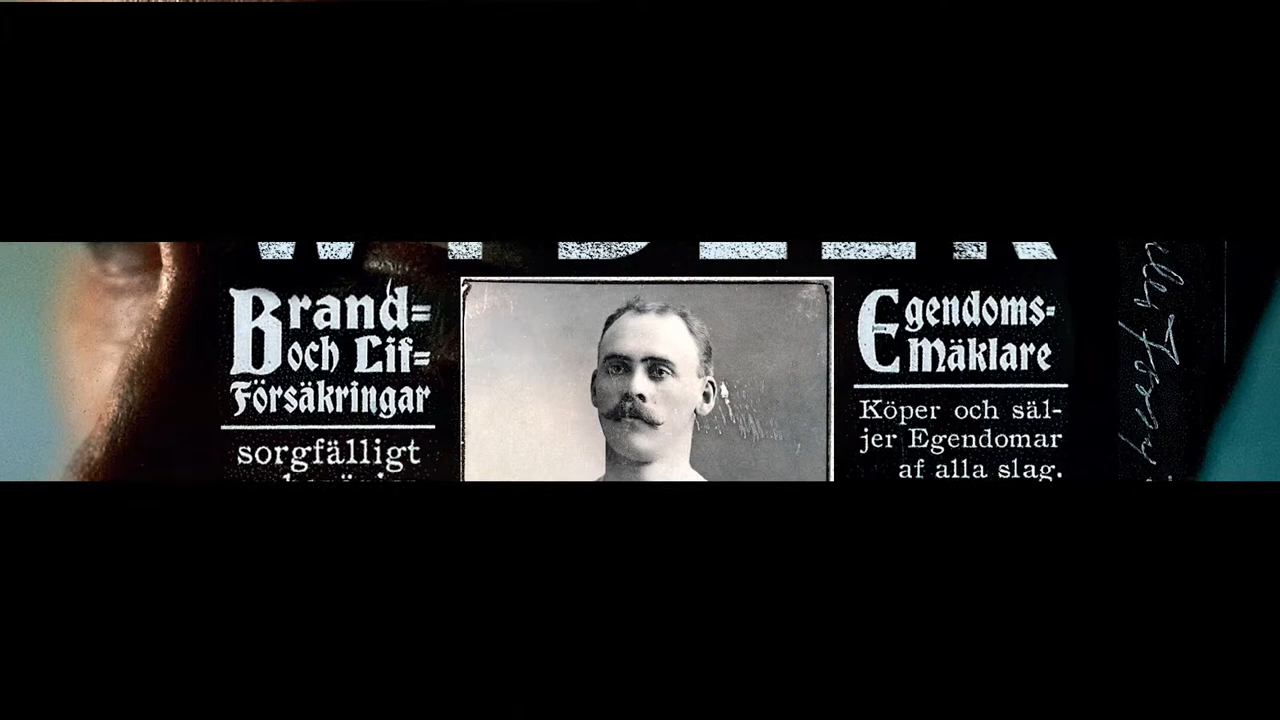 Brand=
och Lif=
Försäkringar
sorgfälligt
Egendoms-
Mäklare
Köper och säl-
jer Egendomar
af alla slag.